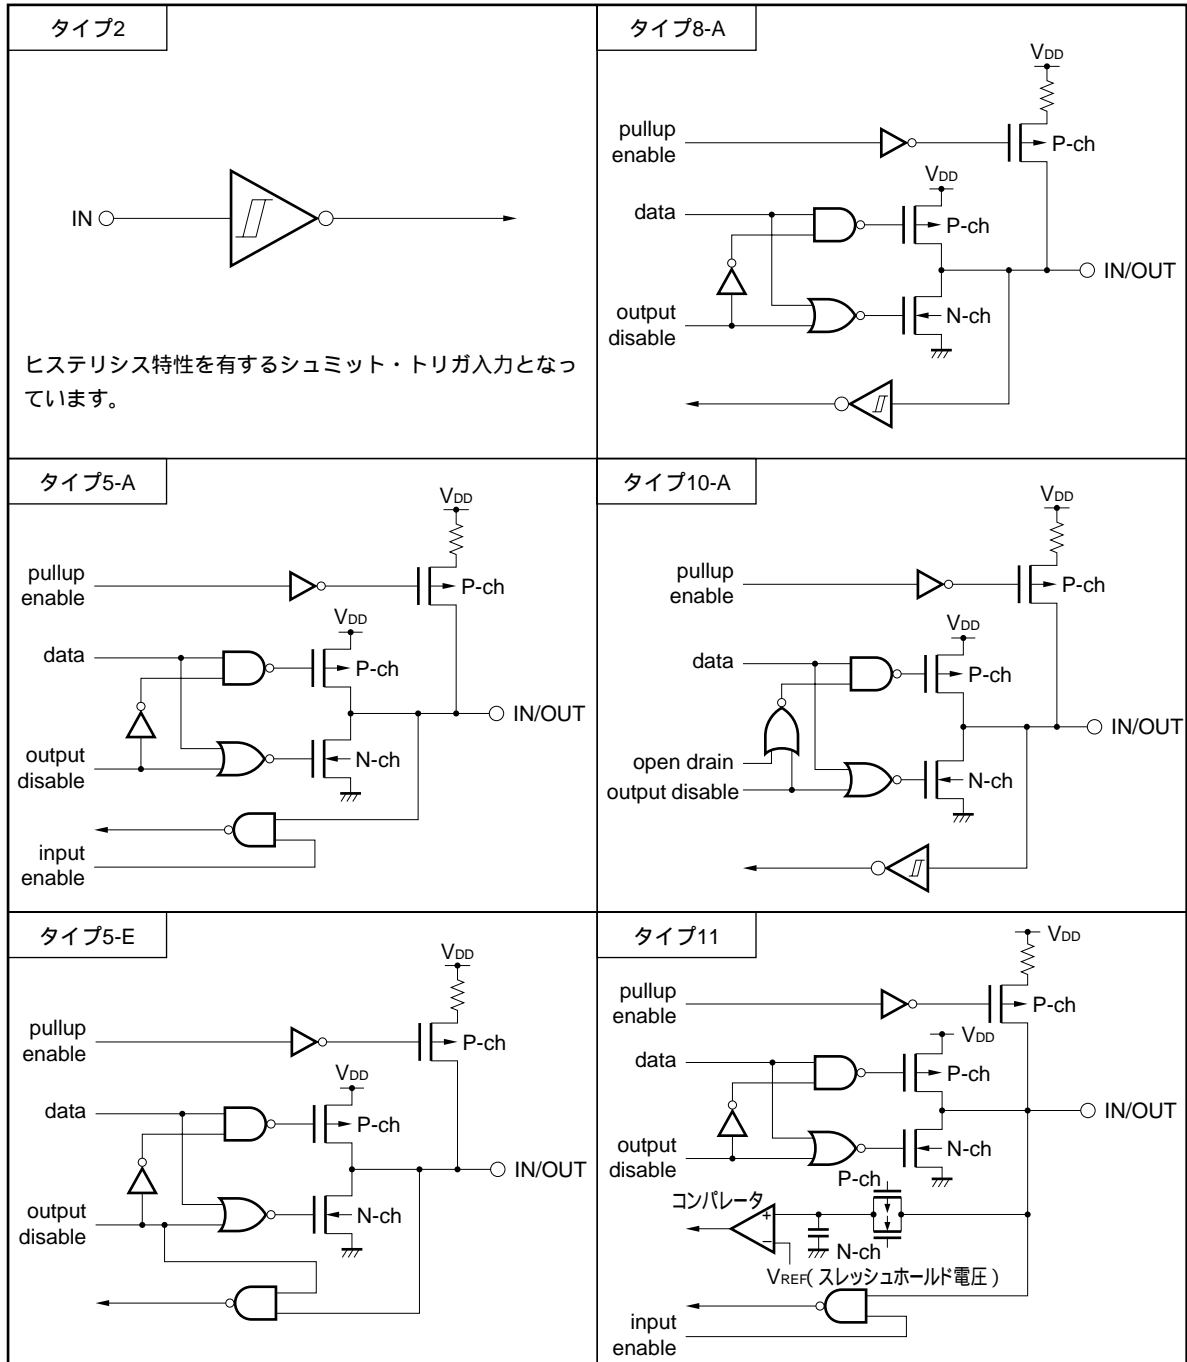 タイプ2
IN
ヒステリシス特性を有するシュミット・トリガ入力となっ
ています。
タイプ8-A
VDD
pullup
enable
P-ch
VDD
data
P-ch
IN/OUT
output
disable
N-ch
タイプ5-A
VDD
pullup
enable
P-ch
VDD
data
P-ch
IN/OUT
output
disable
N-ch
input
enable
タイプ10-A
VDD
pullup
enable
P-ch
VDD
data
P-ch
IN/OUT
open drain
output disable
N-ch
タイプ5-E
VDD
pullup
enable
P-ch
VDD
data
P-ch
IN/OUT
output
disable
N-ch
タイプ11
VDD
pullup
enable
P-ch
VDD
data
P-ch
IN/OUT
output
disable
N-ch
P-ch
コンパレータ
+
−
N-ch
VREF(スレッシュホールド電圧)
input
enable